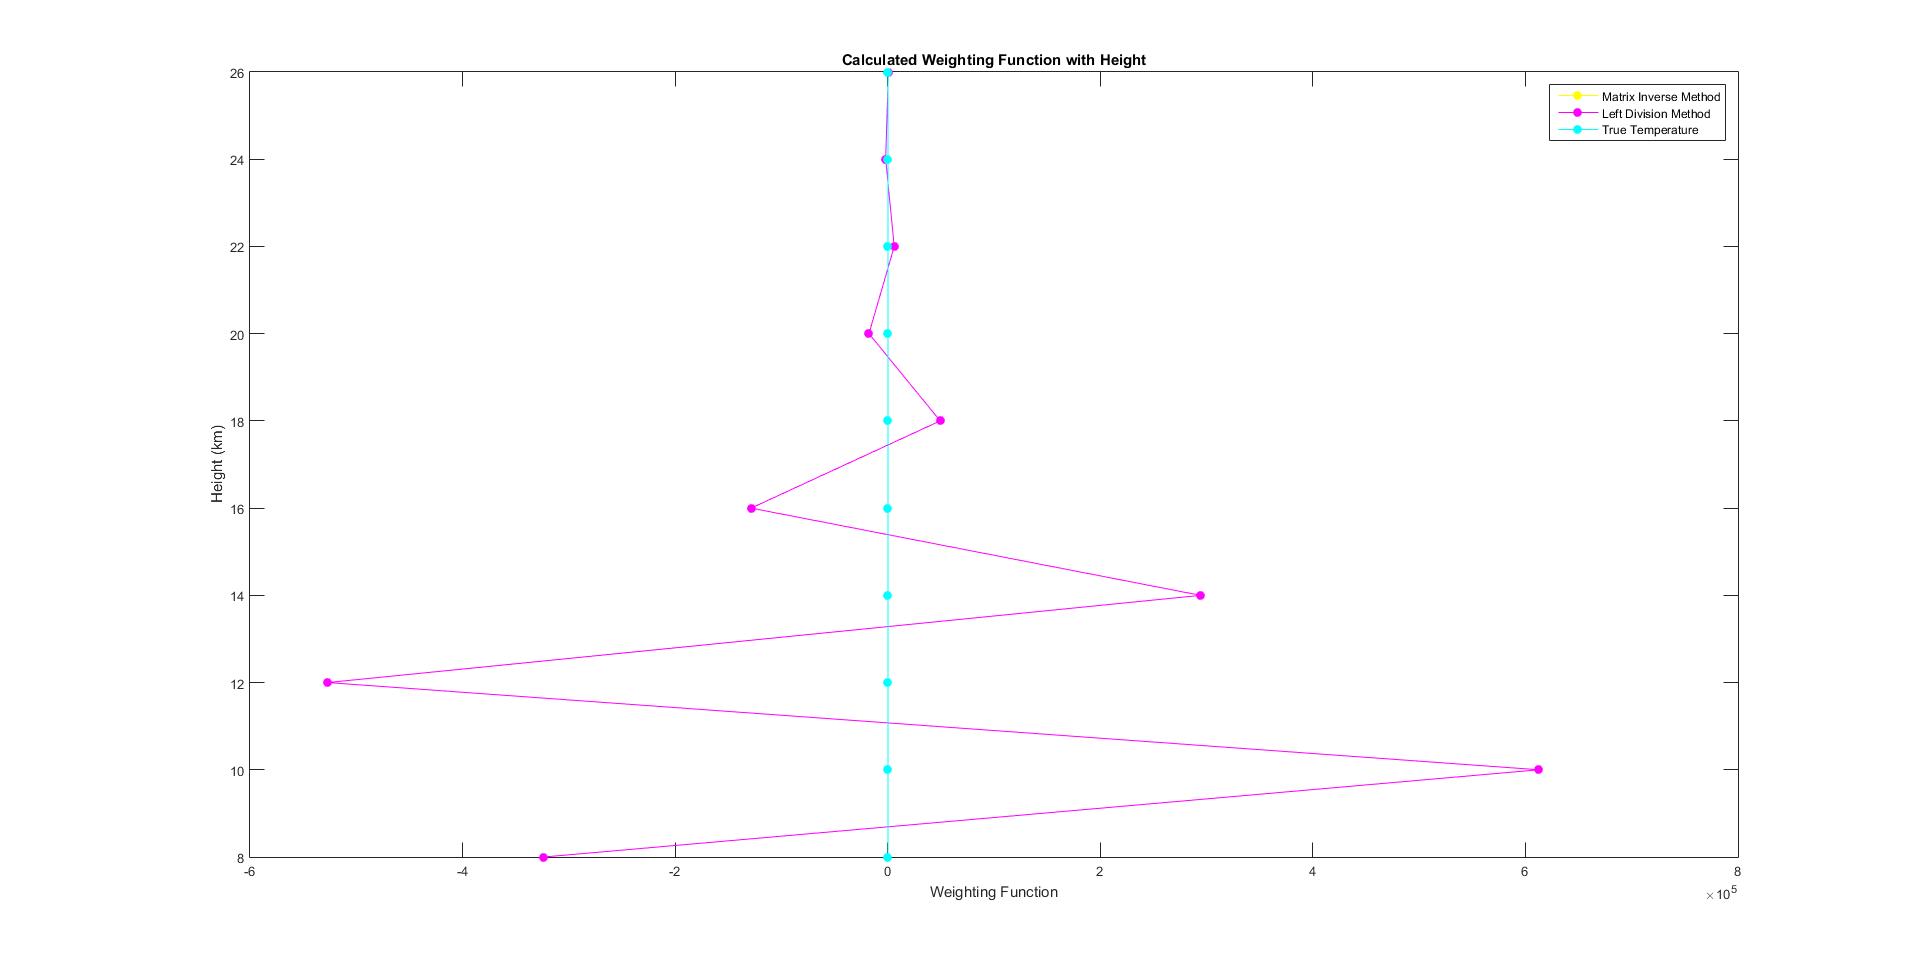 Calculated Weighting Function with Height
26
24
22
20
18
16
14
12
10
8
Height (km)
Matrix Inverse Method
Left Division Method
True Temperature
-6 -4 -2 0 2 4 6 8
×10^5
Weighting Function